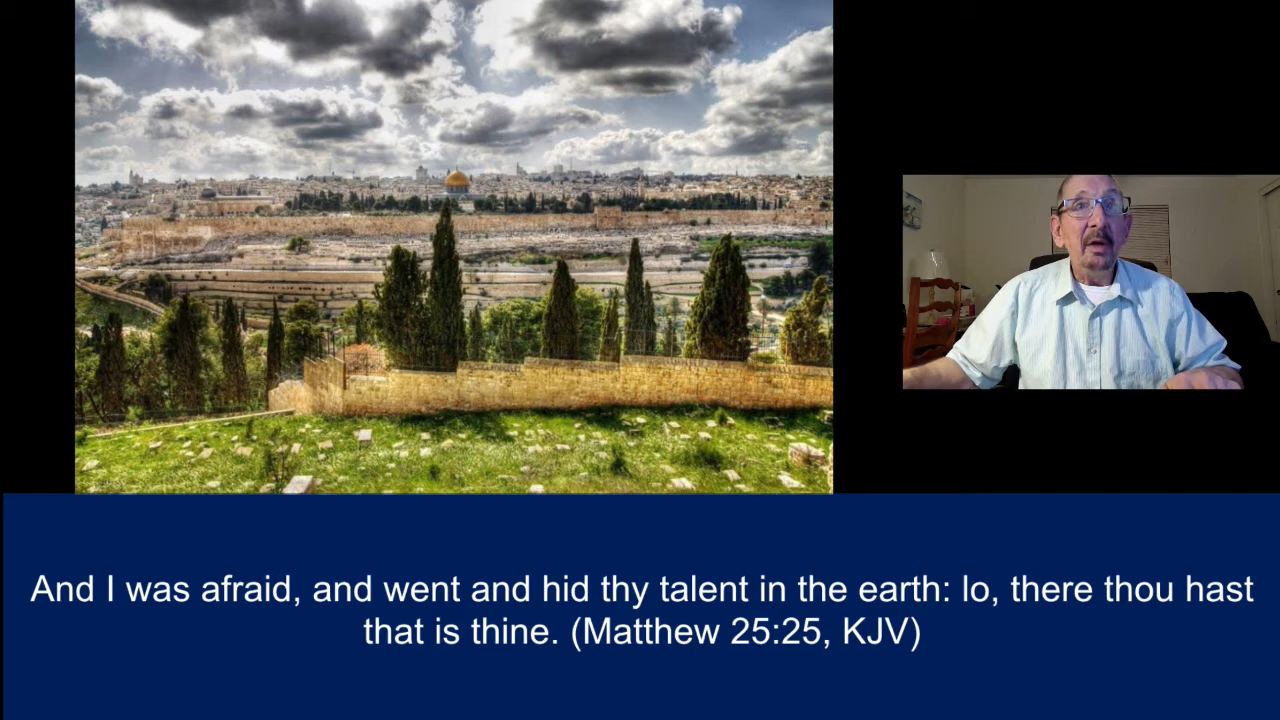 And I was afraid, and went and hid thy talent in the earth: lo, there thou hast
that is thine. (Matthew 25:25, KJV)